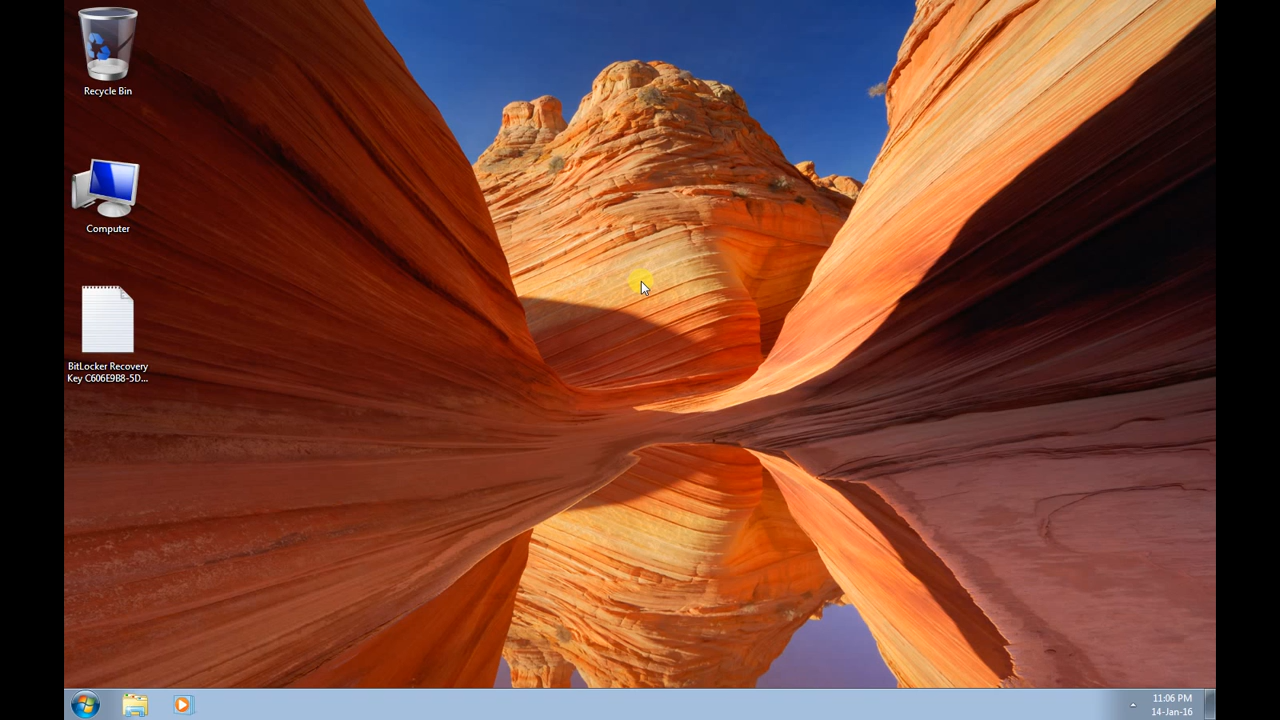 Recycle Bin
Computer
BitLocker Recovery
Key C606E9B8-5D...
11:06 PM
14-Jan-16